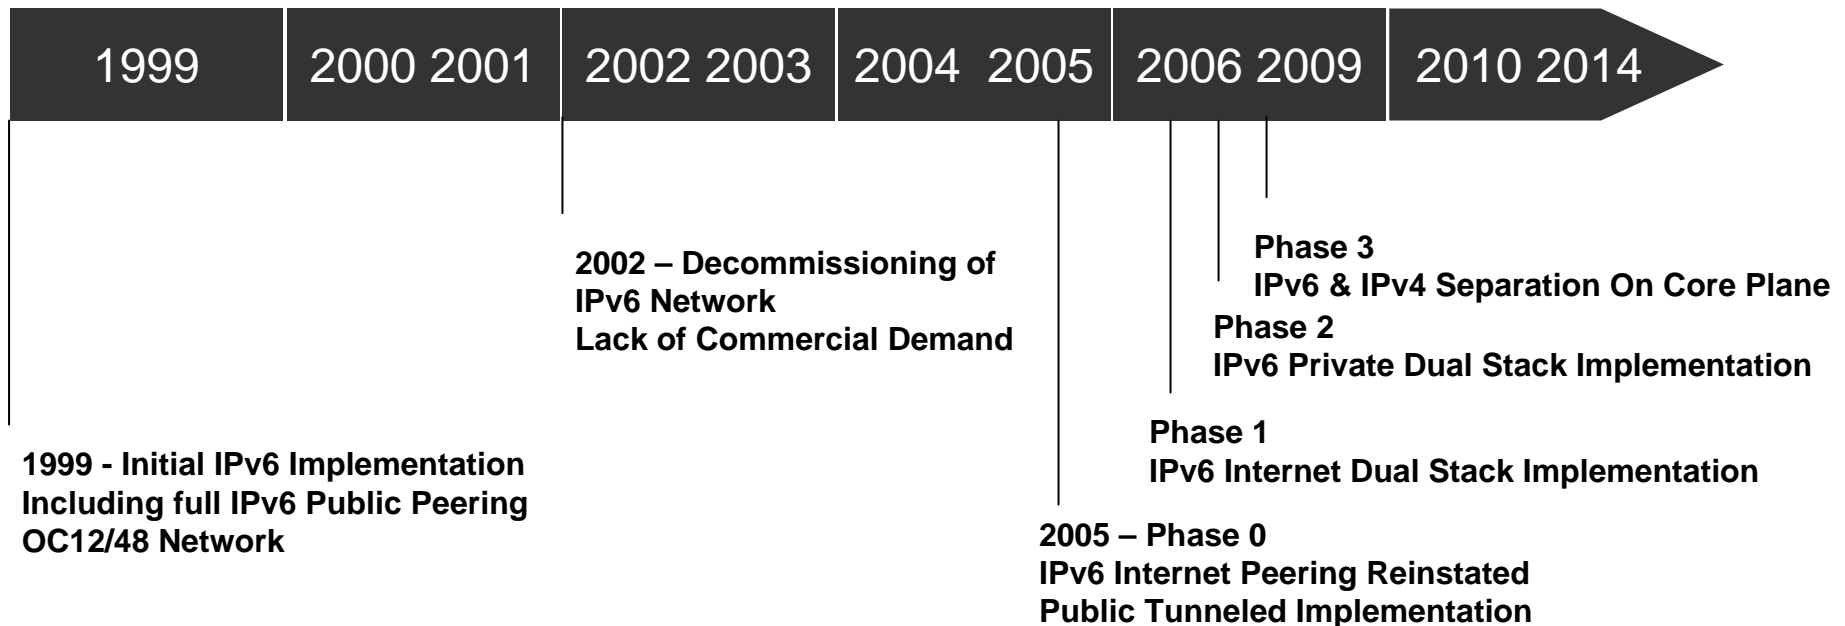 1999 2000 2001 2002 2003 2004 2005 2006 2009 2010 2014
1999 - Initial IPv6 Implementation
Including full IPv6 Public Peering
OC12/48 Network
2002 – Decommissioning of
IPv6 Network
Lack of Commercial Demand
2005 – Phase 0
IPv6 Internet Peering Reinstated
Public Tunneled Implementation
Phase 1
IPv6 Internet Dual Stack Implementation
Phase 2
IPv6 Private Dual Stack Implementation
Phase 3
IPv6 & IPv4 Separation On Core Plane